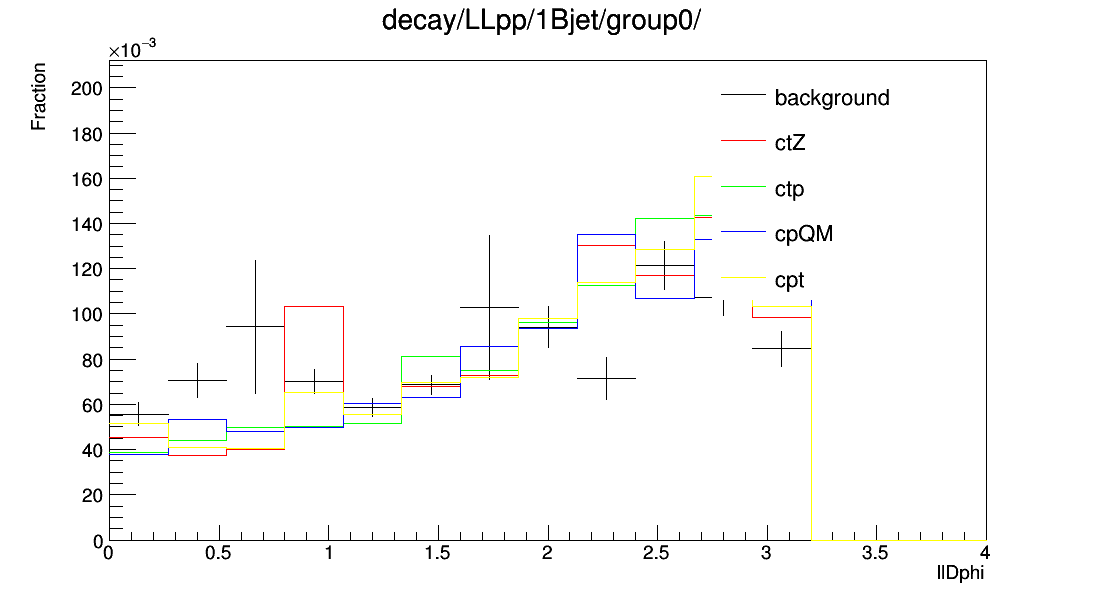 decay/LLpp/1Bjet/group0/
×10⁻³
Fraction
200
180
160
140
120
100
80
60
40
20
0
background
ctZ
ctp
cpQM
cpt
0 0.5 1 1.5 2 2.5 3 3.5 4
llDphi